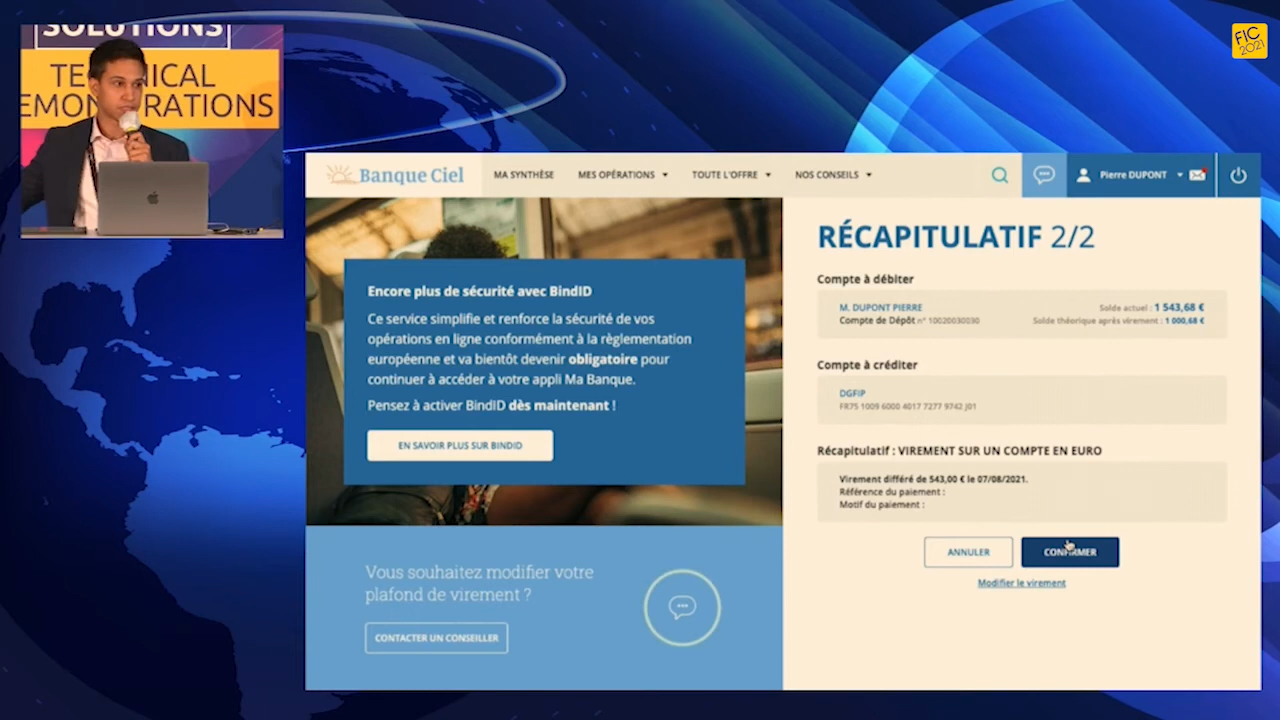 SOLUTIONS
TE ICAL
EMON RATIONS
FIC
2021
Banque Ciel
MA SYNTHÈSE
MES OPÉRATIONS
TOUTE L'OFFRE
NOS CONSEILS
Pierre DUPONT
Encore plus de sécurité avec BindID
Ce service simplifie et renforce la sécurité de vos
opérations en ligne conformément à la règlementation
européenne et va bientôt devenir obligatoire pour
continuer à accéder à votre appli Ma Banque.
Pensez à activer BindID dès maintenant !
EN SAVOIR PLUS SUR BINDID
Vous souhaitez modifier votre
plafond de virement ?
CONTACTER UN CONSEILLER
RÉCAPITULATIF 2/2
Compte à débiter
M. DUPONT PIERRE
Solde actuel : 1 543,68 €
Compte de Dépôt n° 10020030030
Solde théorique après virement : 1 000,68 €
Compte à créditer
DGFIP
FR75 1009 6000 4017 7277 9742 J01
Récapitulatif : VIREMENT SUR UN COMPTE EN EURO
Virement différé de 543,00 € le 07/08/2021.
Référence du paiement :
Motif du paiement :
ANNULER
CONFIRMER
Modifier le virement